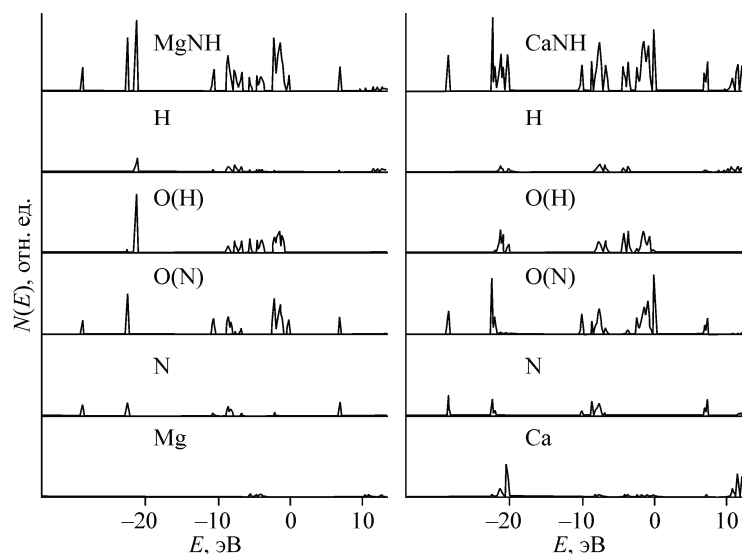 MgNH
CaNH
H
H
O(H)
O(H)
O(N)
O(N)
N
N
Mg
Ca
N(E), отн. ед.
–20
–10
0
10
–20
–10
0
10
E, эВ
E, эВ